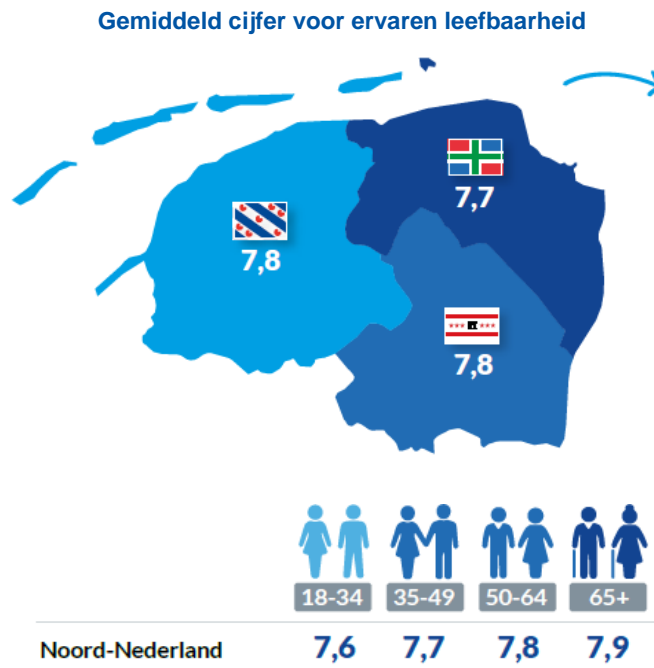 Gemiddeld cijfer voor ervaren leefbaarheid
7,7
7,8
7,8
18-34 35-49 50-64 65+
Noord-Nederland 7,6 7,7 7,8 7,9